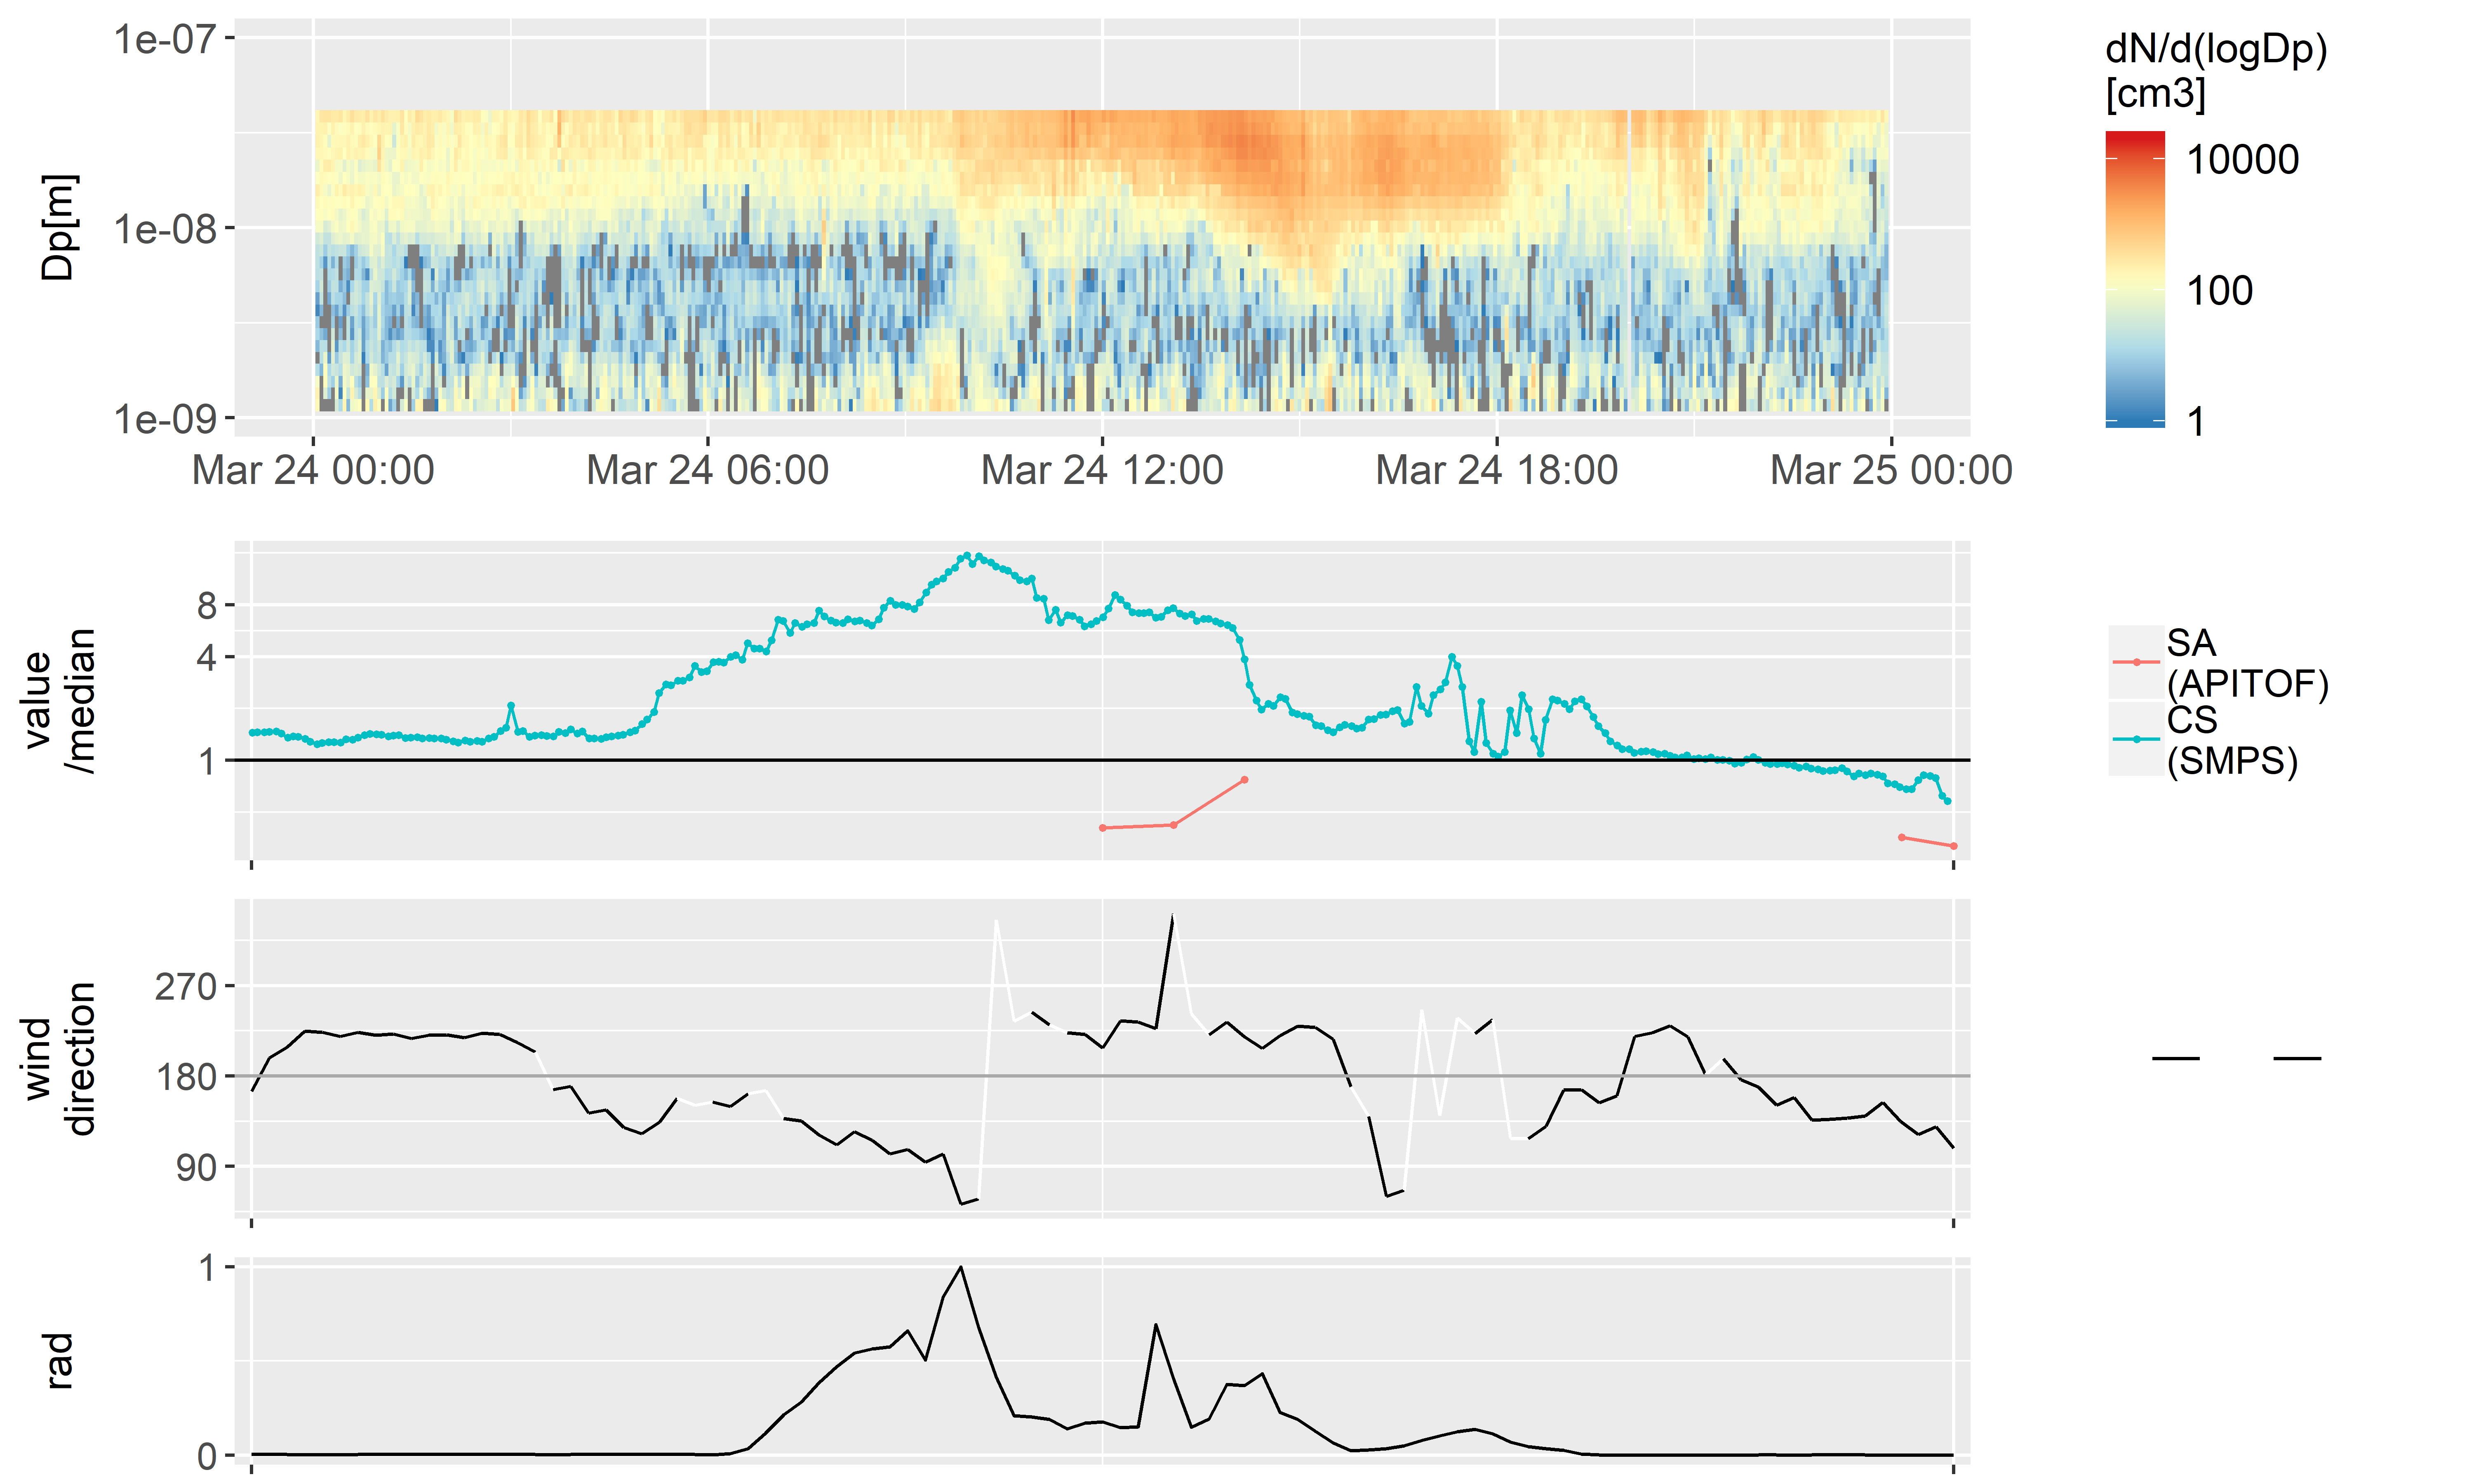 1e-07
1e-08
1e-09
Dp[m]
Mar 24 00:00
Mar 24 06:00
Mar 24 12:00
Mar 24 18:00
Mar 25 00:00
dN/d(logDp)
[cm3]
10000
100
1
8
4
1
value
/median
SA
(APITOF)
CS
(SMPS)
270
180
90
wind
direction
1
0
rad